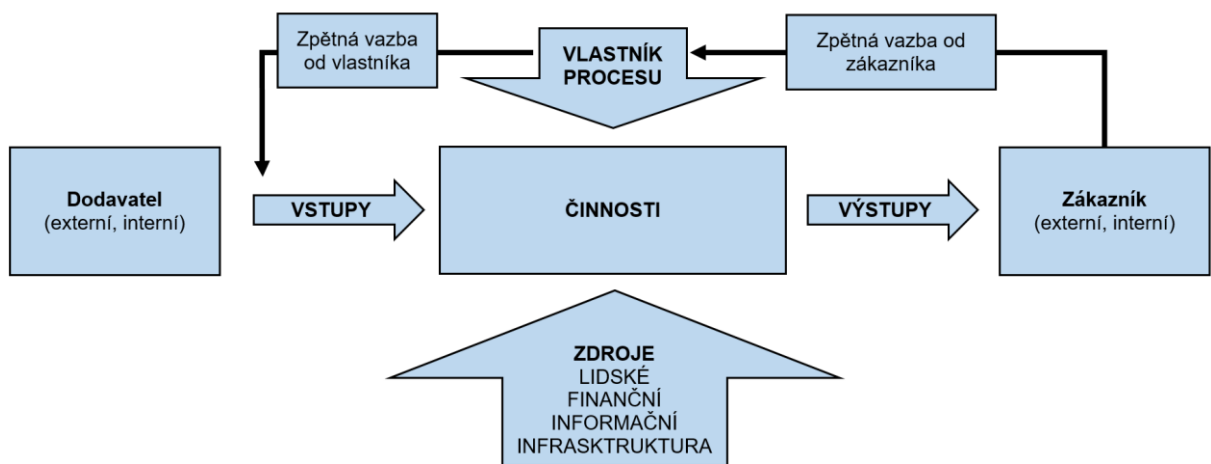 Zpětná vazba
od vlastníka
VLASTNÍK
PROCESU
Zpětná vazba od
zákazníka
Dodavatel
(externí, interní)
VSTUPY
ČINNOSTI
VÝSTUPY
Zákazník
(externí, interní)
ZDROJE
LIDSKÉ
FINANČNÍ
INFORMAČNÍ
INFRASKTRUKTURA